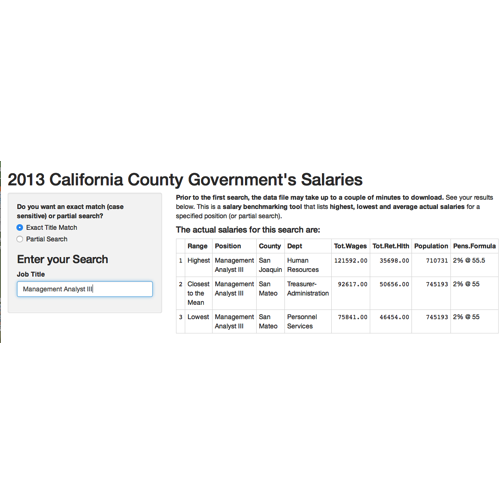 2013 California County Government's Salaries
Do you want an exact match (case
sensitive) or partial search?
Exact Title Match
Partial Search
Enter your Search
Job Title
Management Analyst III
Prior to the first search, the data file may take up to a couple of minutes to download. See your results
below. This is a salary benchmarking tool that lists highest, lowest and average actual salaries for a
specified position (or partial search).
The actual salaries for this search are:
Range Position County Dept Tot.Wages Tot.Ret.Hlth Population Pens.Formula
1 Highest Management San Human 121592.00 35698.00 710731 2% @ 55.5
Analyst III Joaquin Resources
2 Closest Management San Treasurer- 92617.00 50656.00 745193 2% @ 55
to the Analyst III Mateo Administration
Mean
3 Lowest Management San Personnel 75841.00 46454.00 745193 2% @ 55
Analyst III Mateo Services